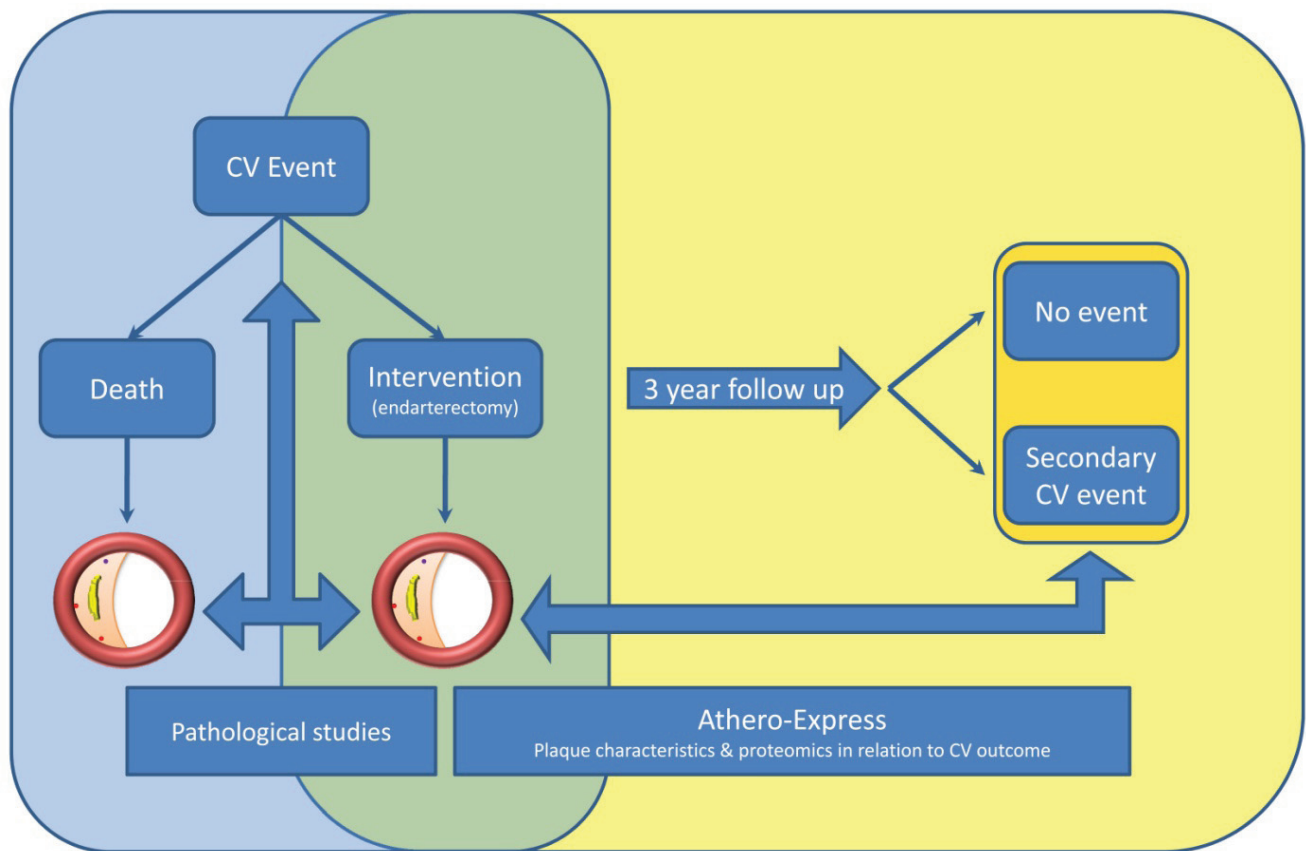 CV Event
Death
Intervention
(endarterectomy)
3 year follow up
No event
Secondary
CV event
Pathological studies
Athero-Express
Plaque characteristics & proteomics in relation to CV outcome